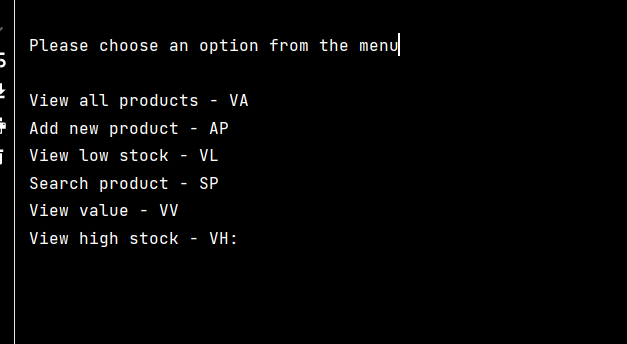 Please choose an option from the menu
View all products - VA
Add new product - AP
View low stock - VL
Search product - SP
View value - VV
View high stock - VH: